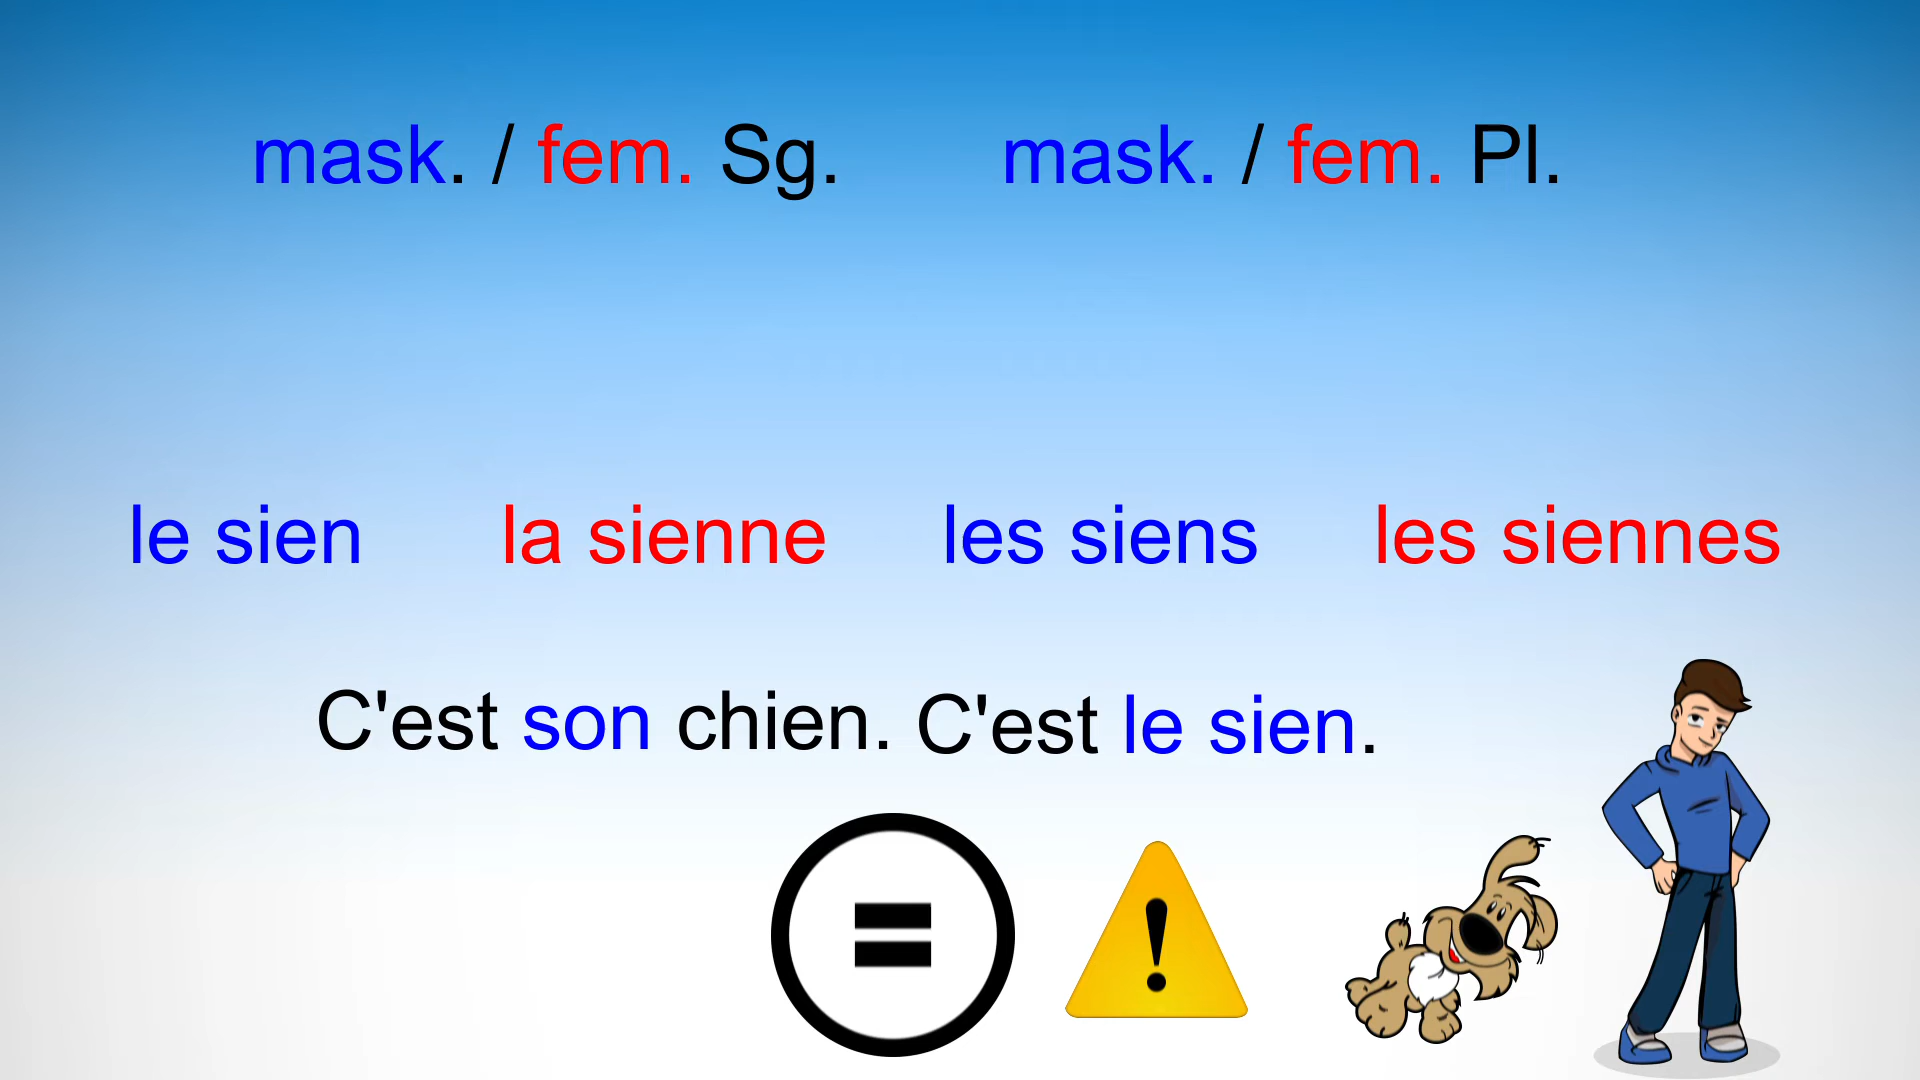 mask. / fem. Sg. mask. / fem. Pl.
le sien la sienne les siens les siennes
C'est son chien. C'est le sien.